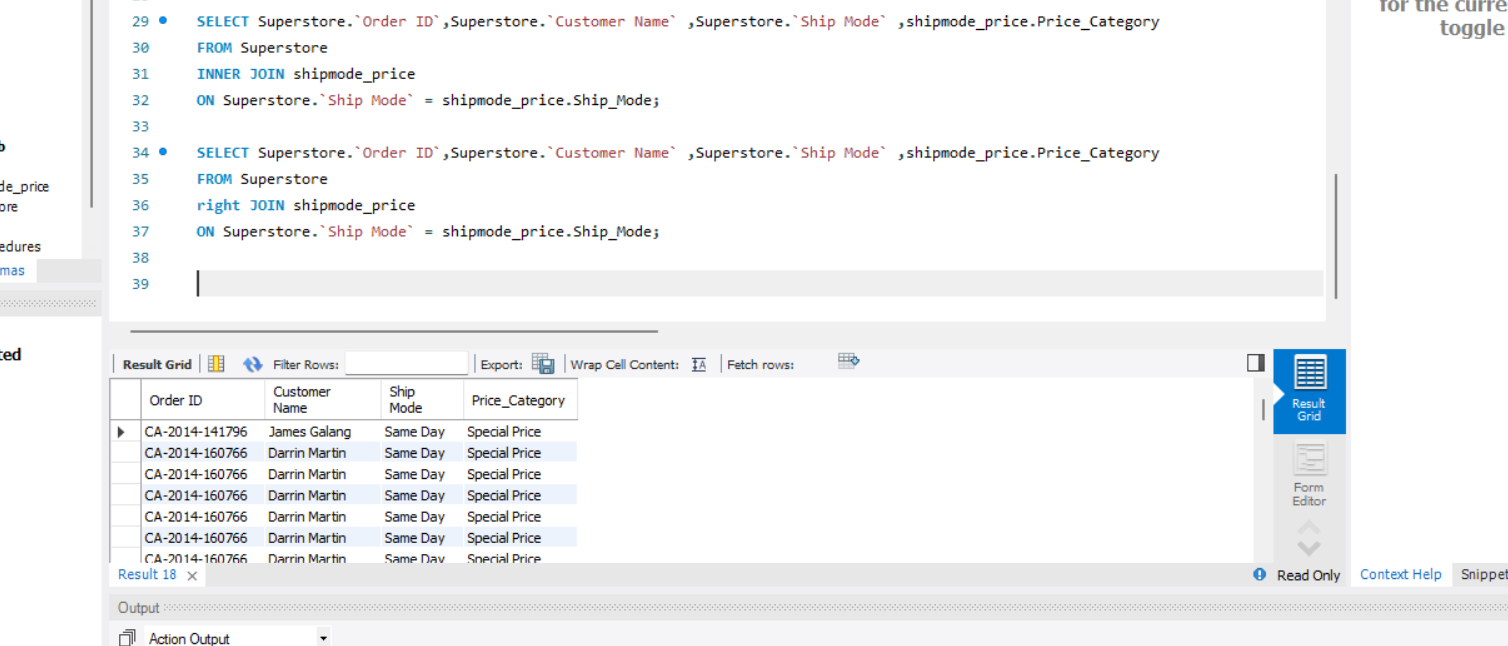 for the curre
toggle
29 SELECT Superstore.`Order ID`,Superstore.`Customer Name` ,Superstore.`Ship Mode` ,shipmode_price.Price_Category
30 FROM Superstore
31 INNER JOIN shipmode_price
32 ON Superstore.`Ship Mode` = shipmode_price.Ship_Mode;
33
34 SELECT Superstore.`Order ID`,Superstore.`Customer Name` ,Superstore.`Ship Mode` ,shipmode_price.Price_Category
35 FROM Superstore
36 right JOIN shipmode_price
37 ON Superstore.`Ship Mode` = shipmode_price.Ship_Mode;
38
39
b
de_price
ore
edures
mas
ted
Result Grid Filter Rows: Export: Wrap Cell Content: IA Fetch rows:
Order ID Customer Name Ship Mode Price_Category
CA-2014-141796 James Galang Same Day Special Price
CA-2014-160766 Darrin Martin Same Day Special Price
CA-2014-160766 Darrin Martin Same Day Special Price
CA-2014-160766 Darrin Martin Same Day Special Price
CA-2014-160766 Darrin Martin Same Day Special Price
CA-2014-160766 Darrin Martin Same Day Special Price
CA-2014-160766 Darrin Martin Same Day Special Price
Result Grid
Form Editor
Result 18 Read Only Context Help Snippet
Output
Action Output